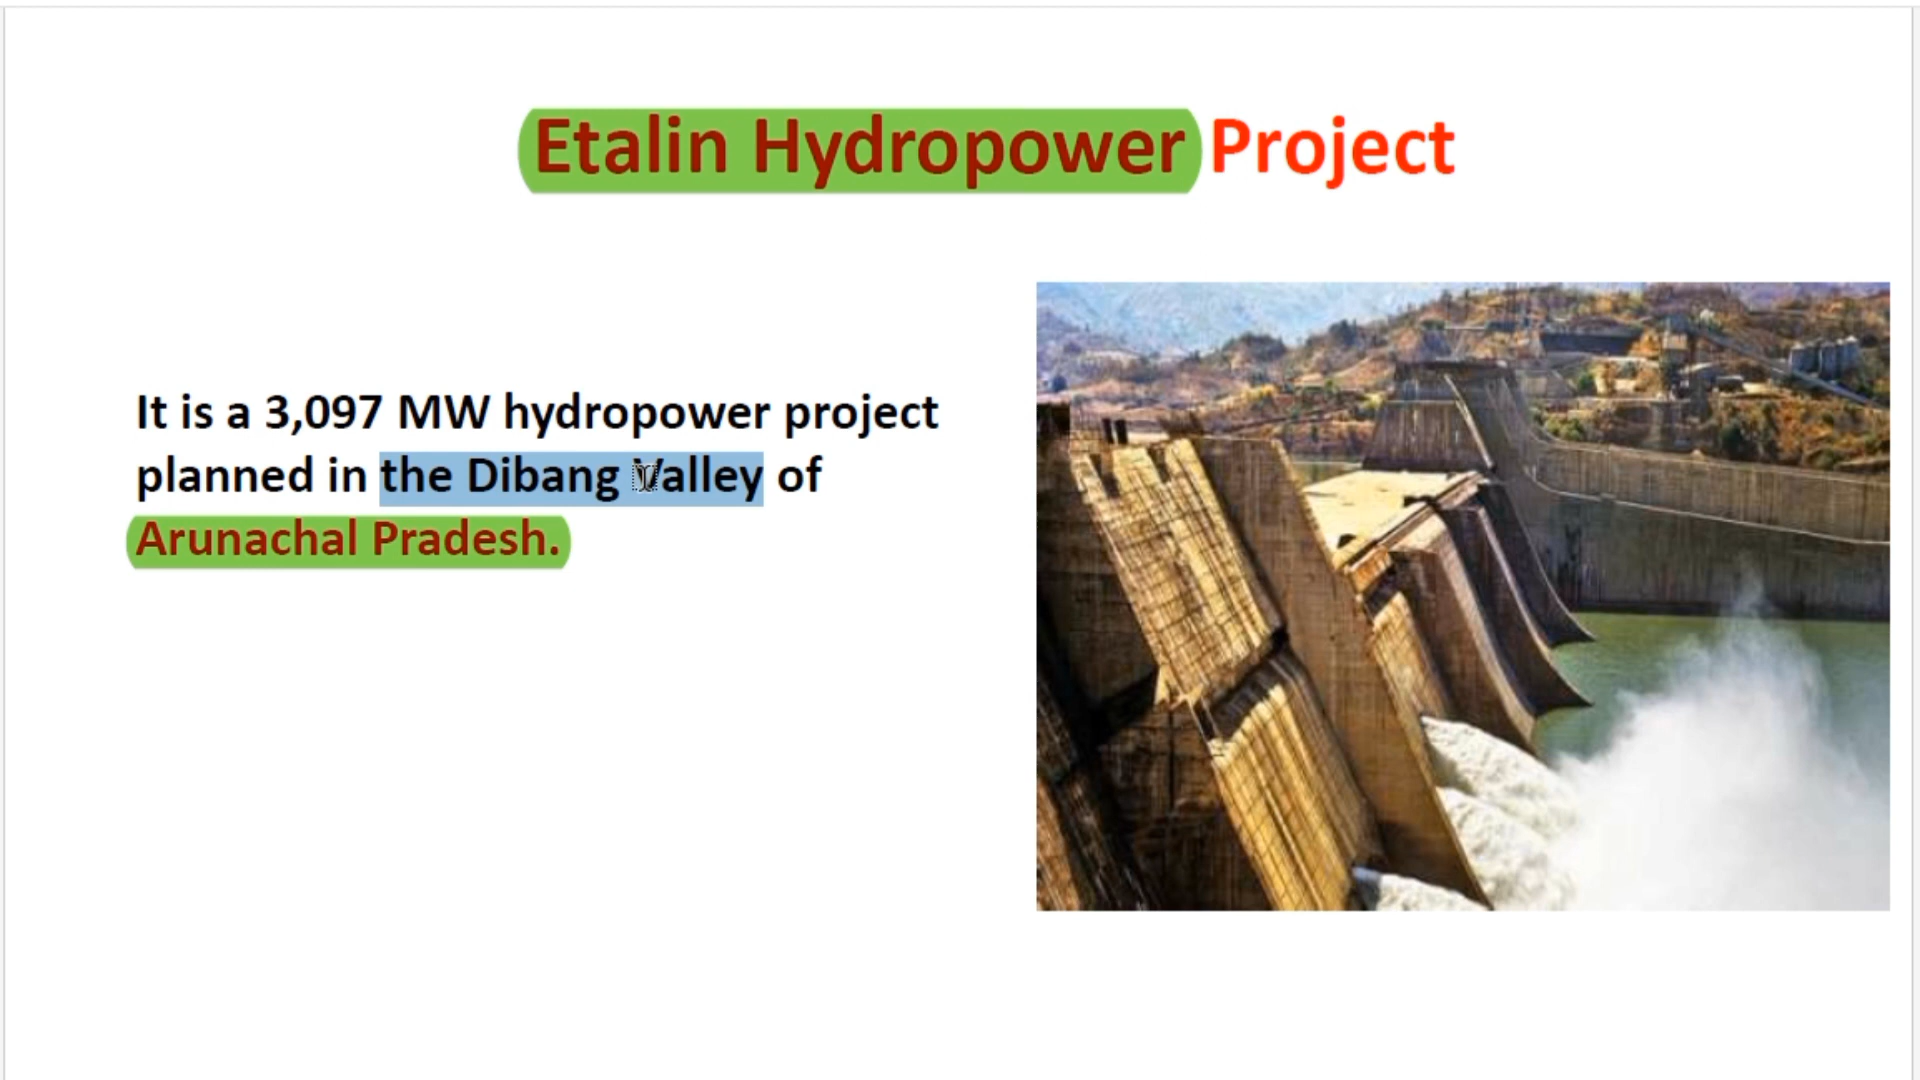 Etalin Hydropower Project
It is a 3,097 MW hydropower project
planned in the Dibang Valley of
Arunachal Pradesh.